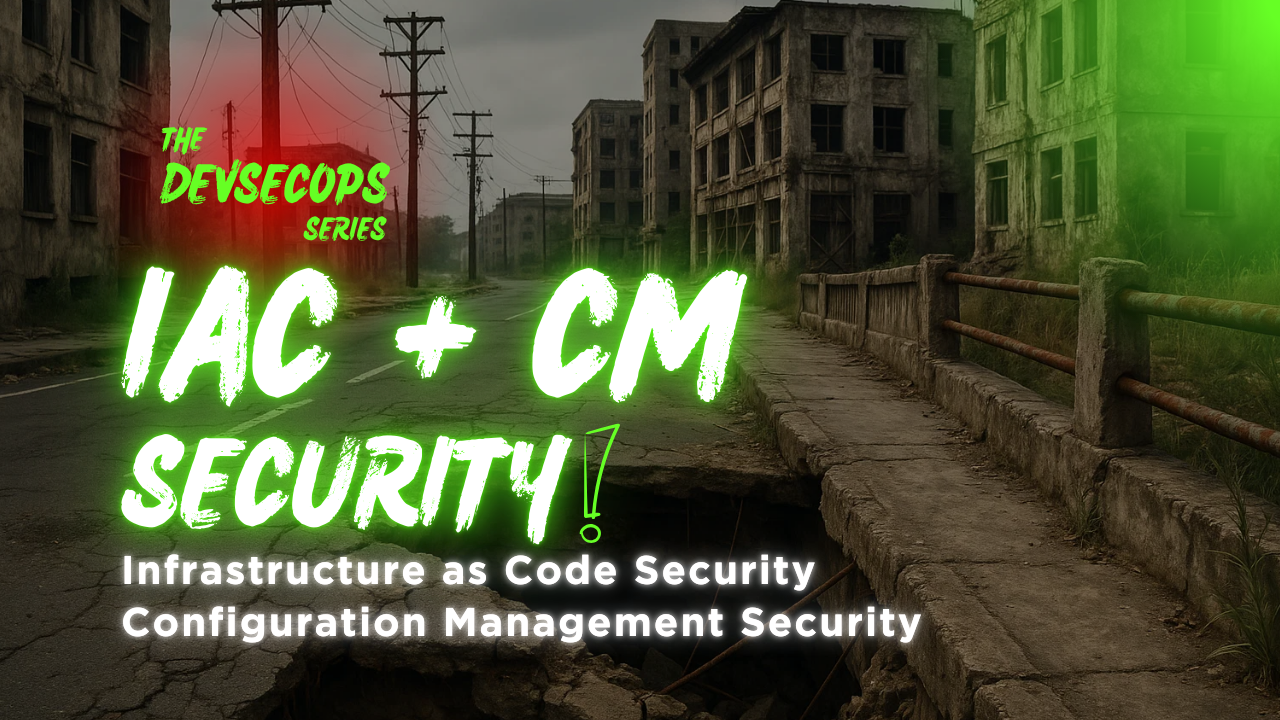 THE
DEVSECOPS
SERIES
IAC + CM
SECURITY!
Infrastructure as Code Security
Configuration Management Security